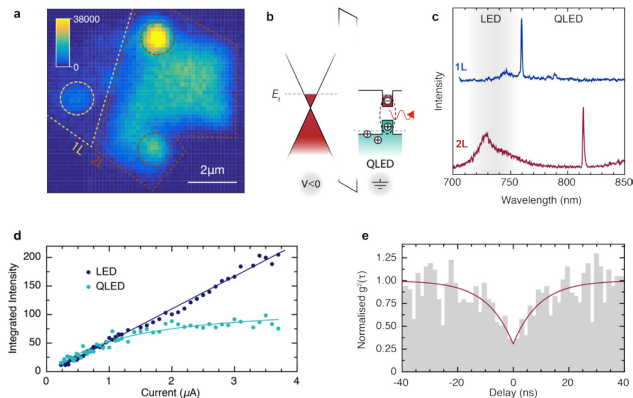 a
38000
0
1L
2L
2μm
b
E_f
QLED
V<0
c
LED QLED
1L
2L
Intensity
700 750 800 850
Wavelength (nm)
d
Integrated Intensity
200
150
100
50
0
LED
QLED
0 1 2 3 4
Current (μA)
e
Normalised g²(τ)
1.25
1.00
0.75
0.50
0.25
0
-40 -20 0 20 40
Delay (ns)